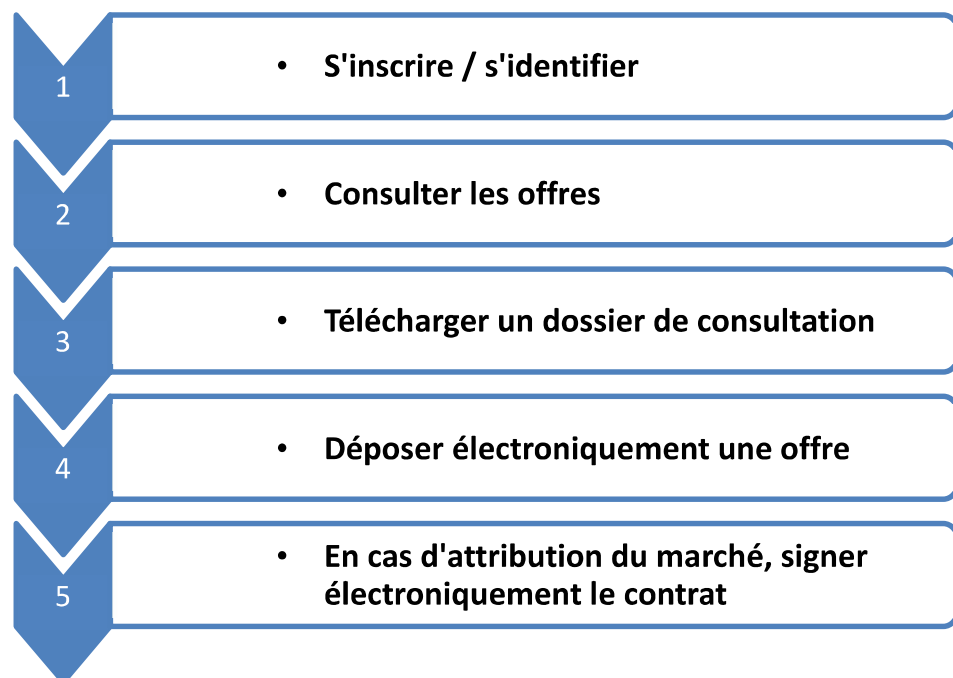 1
• S'inscrire / s'identifier
2
• Consulter les offres
3
• Télécharger un dossier de consultation
4
• Déposer électroniquement une offre
5
• En cas d'attribution du marché, signer
électroniquement le contrat